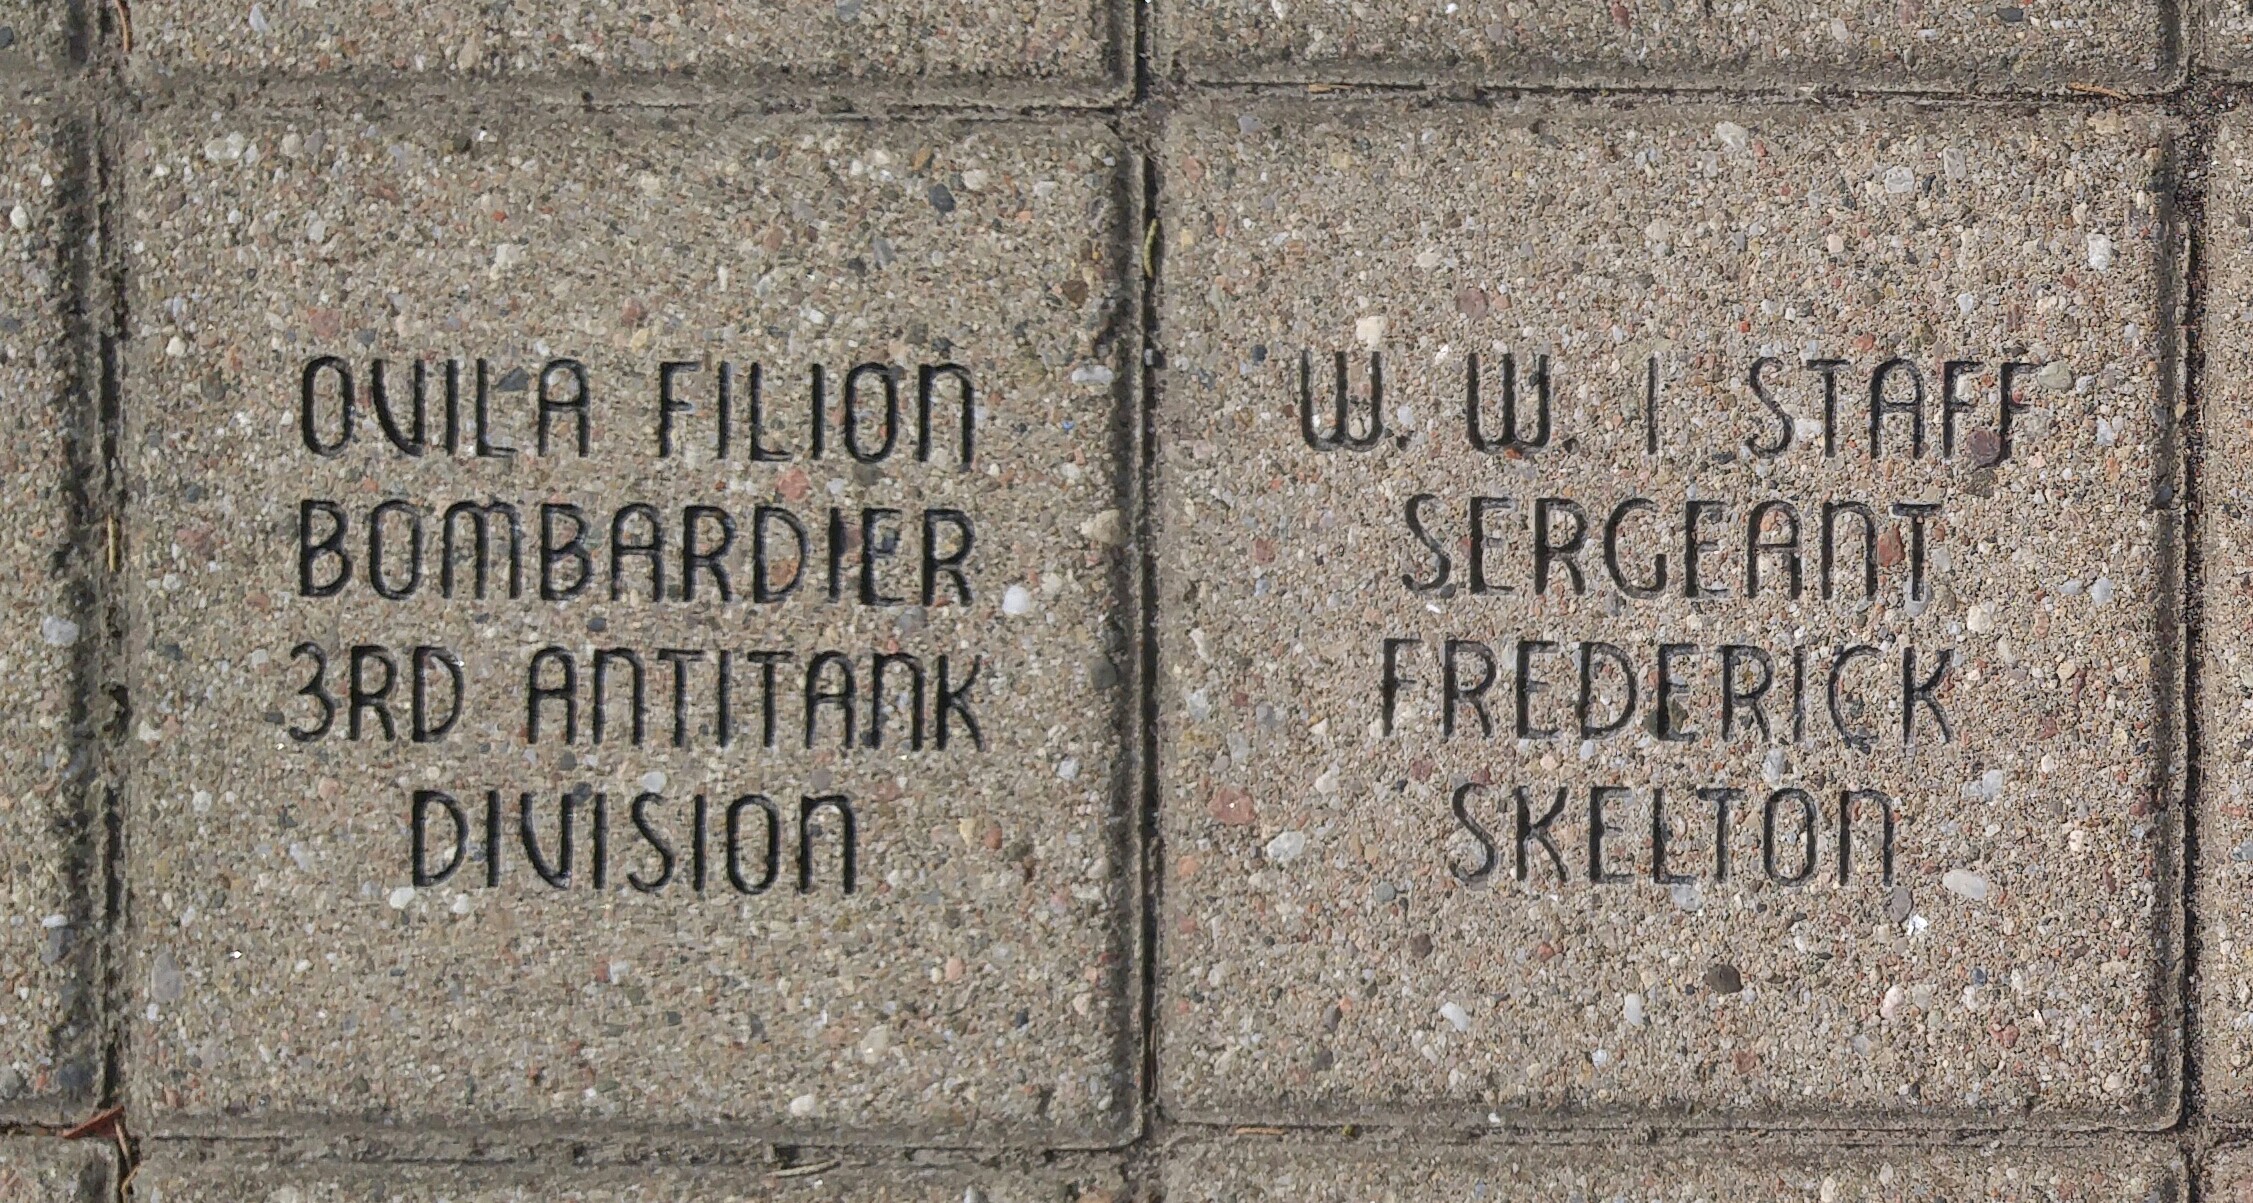 OVILA FILION
BOMBARDIER
3RD ANTITANK
DIVISION
W. W. I STAFF
SERGEANT
FREDERICK
SKELTON